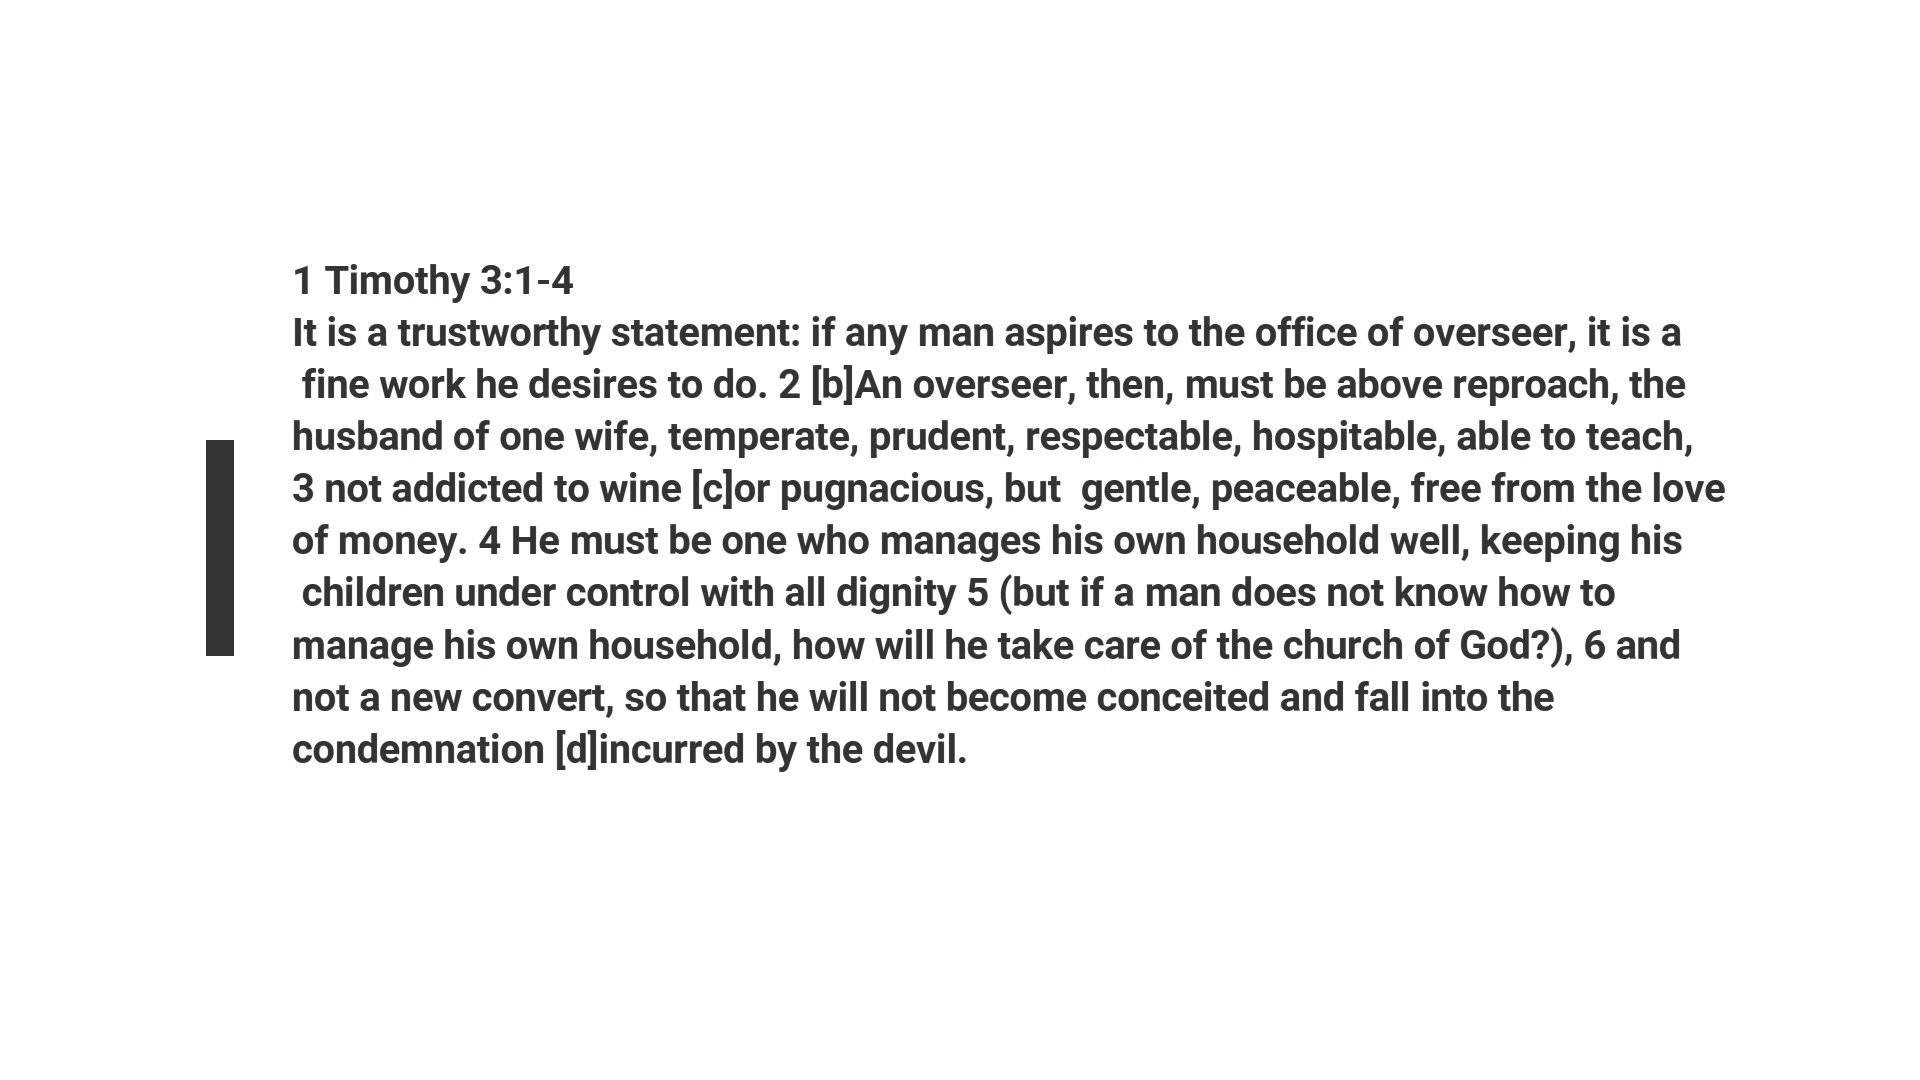 1 Timothy 3:1-4
It is a trustworthy statement: if any man aspires to the office of overseer, it is a
fine work he desires to do. 2 [b]An overseer, then, must be above reproach, the
husband of one wife, temperate, prudent, respectable, hospitable, able to teach,
3 not addicted to wine [c]or pugnacious, but  gentle, peaceable, free from the love
of money. 4 He must be one who manages his own household well, keeping his
children under control with all dignity 5 (but if a man does not know how to
manage his own household, how will he take care of the church of God?), 6 and
not a new convert, so that he will not become conceited and fall into the
condemnation [d]incurred by the devil.